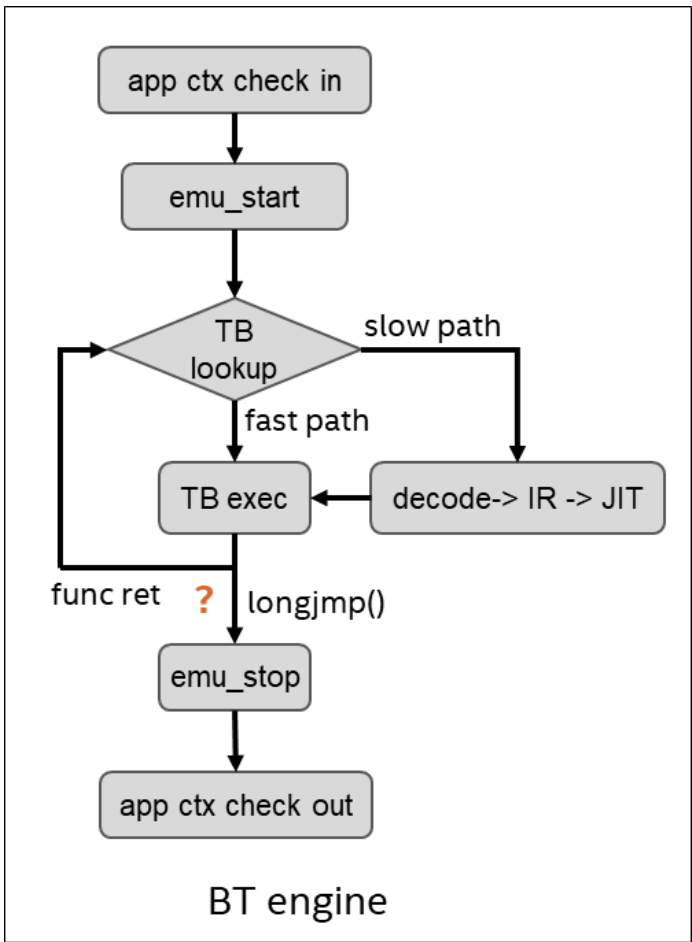 app ctx check in
emu_start
TB
lookup
slow path
fast path
TB exec
decode-> IR -> JIT
func ret
?
longjmp()
emu_stop
app ctx check out
BT engine